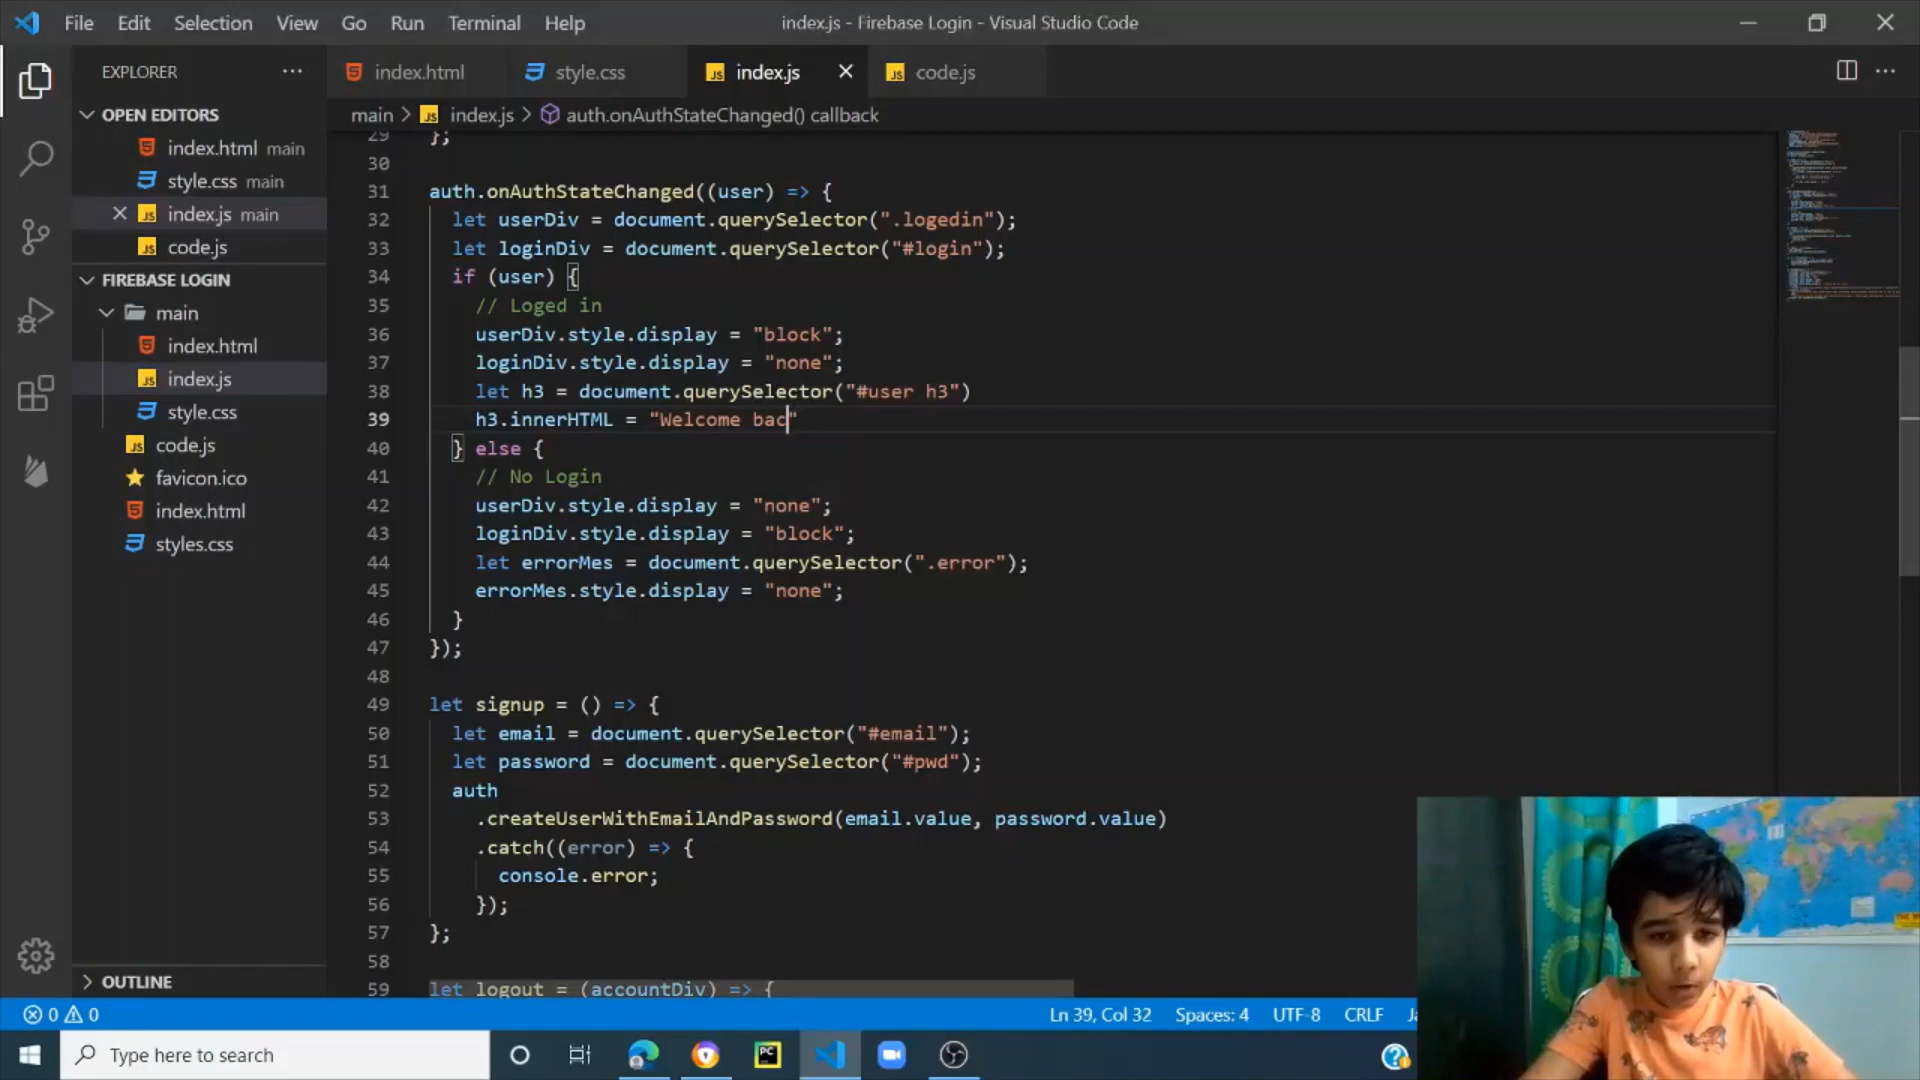 File Edit Selection View Go Run Terminal Help
index.js - Firebase Login - Visual Studio Code
EXPLORER
OPEN EDITORS
index.html main
style.css main
index.js main
code.js
FIREBASE LOGIN
main
index.html
index.js
style.css
code.js
favicon.ico
index.html
styles.css
OUTLINE
index.html style.css index.js code.js
main > index.js > auth.onAuthStateChanged() callback
29 };
30
31 auth.onAuthStateChanged((user) => {
32 let userDiv = document.querySelector(".logedin");
33 let loginDiv = document.querySelector("#login");
34 if (user) {
35 // Loged in
36 userDiv.style.display = "block";
37 loginDiv.style.display = "none";
38 let h3 = document.querySelector("#user h3")
39 h3.innerHTML = "Welcome bac"
40 } else {
41 // No Login
42 userDiv.style.display = "none";
43 loginDiv.style.display = "block";
44 let errorMes = document.querySelector(".error");
45 errorMes.style.display = "none";
46 }
47 });
48
49 let signup = () => {
50 let email = document.querySelector("#email");
51 let password = document.querySelector("#pwd");
52 auth
53 .createUserWithEmailAndPassword(email.value, password.value)
54 .catch((error) => {
55 console.error;
56 });
57 };
58
59 let logout = (accountDiv) => {
0 0
Ln 39, Col 32 Spaces: 4 UTF-8 CRLF
Type here to search